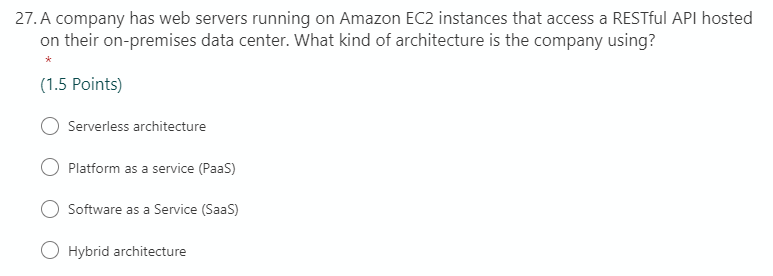 27. A company has web servers running on Amazon EC2 instances that access a RESTful API hosted
on their on-premises data center. What kind of architecture is the company using?
*
(1.5 Points)
Serverless architecture
Platform as a service (PaaS)
Software as a Service (SaaS)
Hybrid architecture